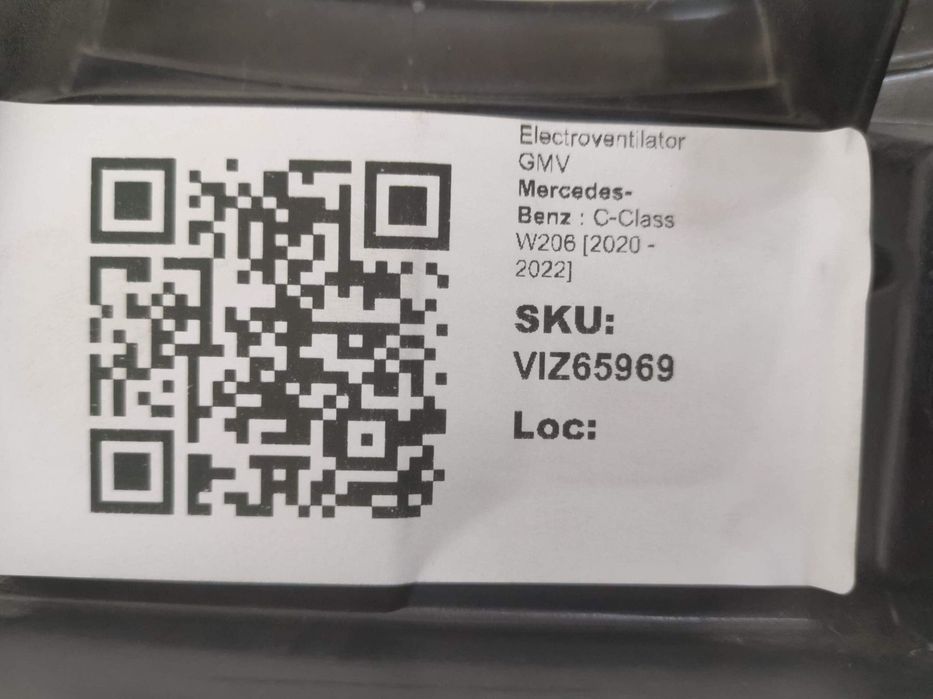 Electroventilator
GMV
Mercedes-
Benz : C-Class
W206 [2020 -
2022]
SKU:
VIZ65969
Loc: